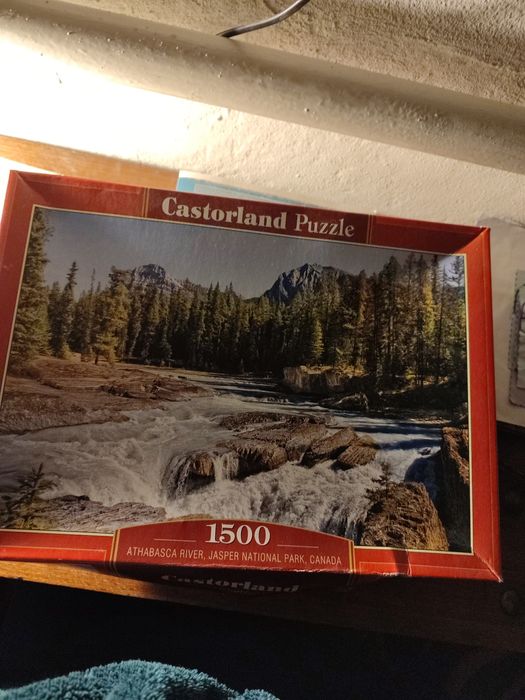 Castorland Puzzle
1500
ATHABASCA RIVER, JASPER NATIONAL PARK, CANADA
Castorland